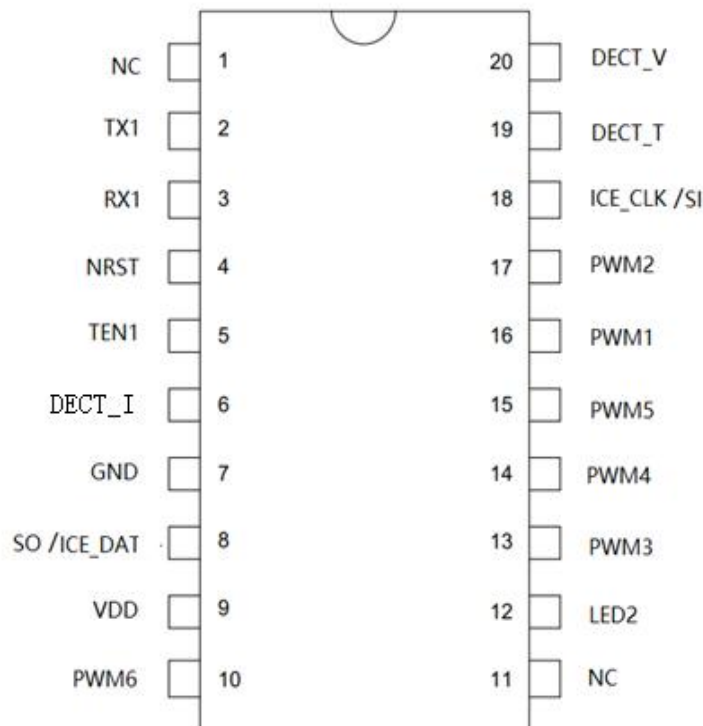 NC 1 20 DECT_V
TX1 2 19 DECT_T
RX1 3 18 ICE_CLK /SI
NRST 4 17 PWM2
TEN1 5 16 PWM1
DECT_I 6 15 PWM5
GND 7 14 PWM4
SO /ICE_DAT 8 13 PWM3
VDD 9 12 LED2
PWM6 10 11 NC